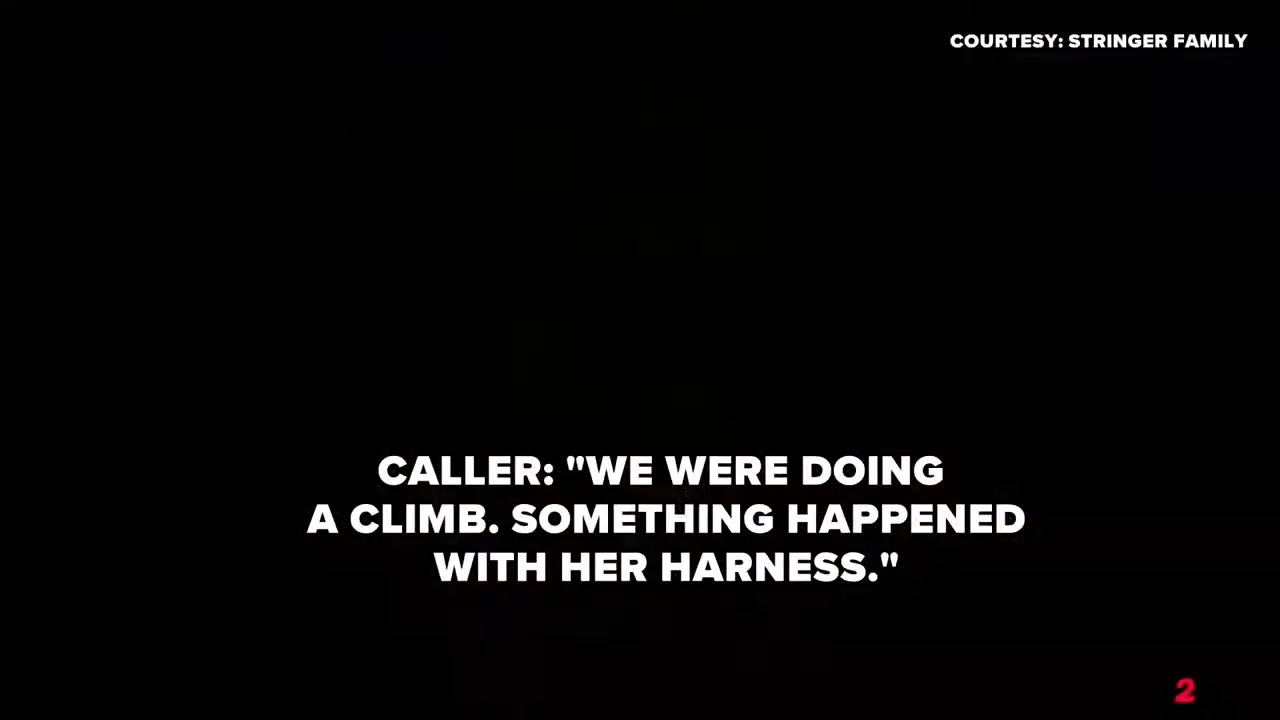 COURTESY: STRINGER FAMILY
CALLER: "WE WERE DOING
A CLIMB. SOMETHING HAPPENED
WITH HER HARNESS."
2